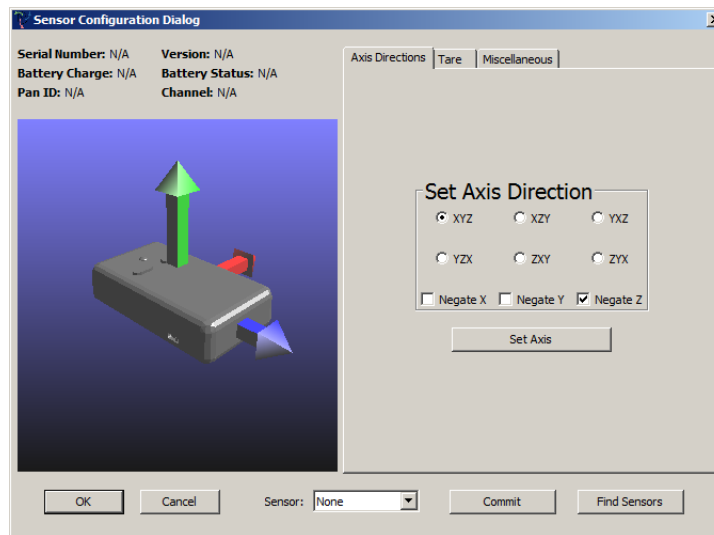 Sensor Configuration Dialog
Serial Number: N/A Version: N/A
Battery Charge: N/A Battery Status: N/A
Pan ID: N/A Channel: N/A
Axis Directions Tare Miscellaneous
Set Axis Direction
XYZ XZY YXZ
YZX ZXY ZYX
Negate X Negate Y Negate Z
Set Axis
OK Cancel Sensor: None Commit Find Sensors